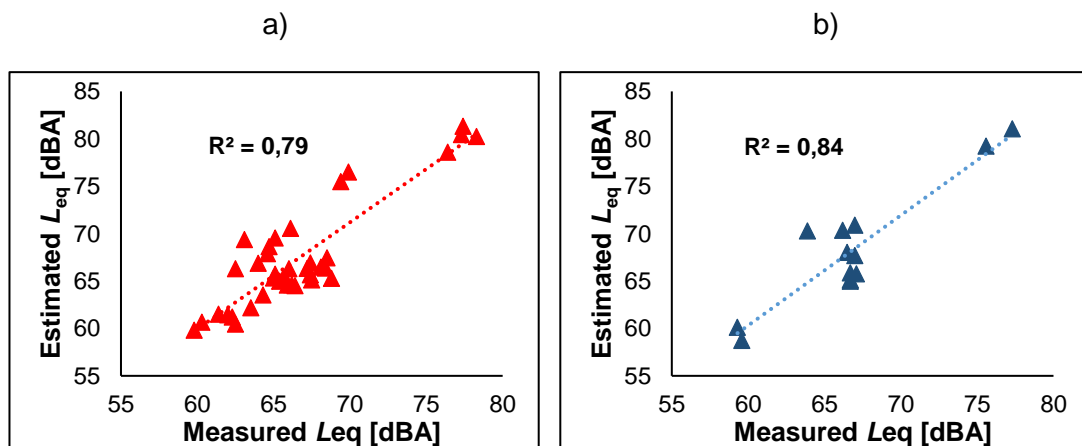 a)
Estimated Leq [dBA]
85
80
75
70
65
60
55
R² = 0,79
55 60 65 70 75 80
Measured Leq [dBA]
b)
Estimated Leq [dBA]
85
80
75
70
65
60
55
R² = 0,84
55 60 65 70 75 80
Measured Leq [dBA]